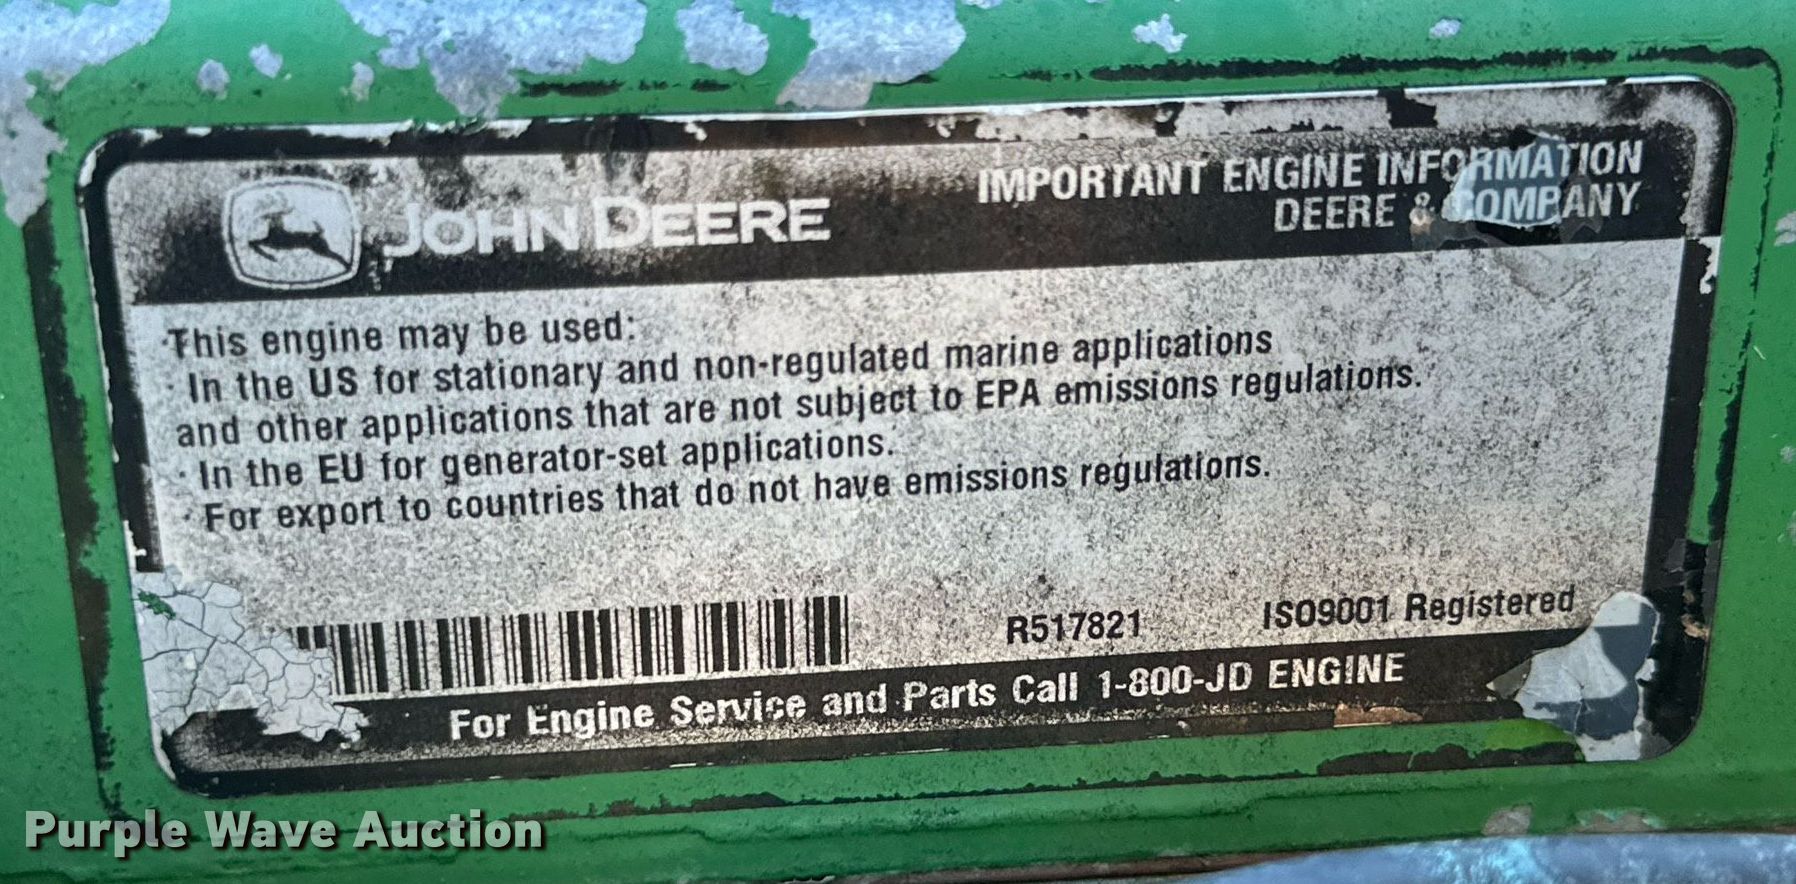 JOHN DEERE
IMPORTANT ENGINE INFORMATION
DEERE & COMPANY
·This engine may be used:
· In the US for stationary and non-regulated marine applications
and other applications that are not subject to EPA emissions regulations.
· In the EU for generator-set applications.
· For export to countries that do not have emissions regulations.
R517821
ISO9001 Registered
For Engine Service and Parts Call 1-800-JD ENGINE
Purple Wave Auction